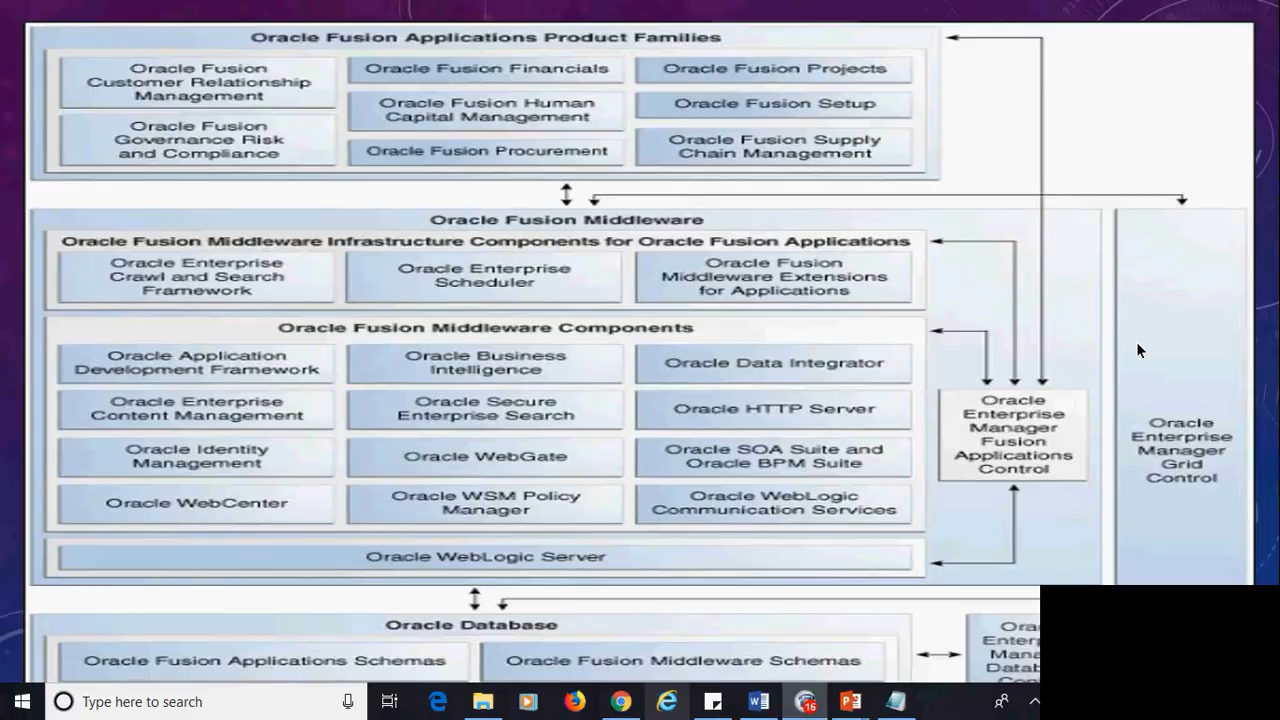 Oracle Fusion Applications Product Families
Oracle Fusion
Customer Relationship
Management
Oracle Fusion Financials
Oracle Fusion Projects
Oracle Fusion Human
Capital Management
Oracle Fusion Setup
Oracle Fusion
Governance Risk
and Compliance
Oracle Fusion Procurement
Oracle Fusion Supply
Chain Management
Oracle Fusion Middleware
Oracle Fusion Middleware Infrastructure Components for Oracle Fusion Applications
Oracle Enterprise
Crawl and Search
Framework
Oracle Enterprise
Scheduler
Oracle Fusion
Middleware Extensions
for Applications
Oracle Fusion Middleware Components
Oracle Application
Development Framework
Oracle Business
Intelligence
Oracle Data Integrator
Oracle Enterprise
Content Management
Oracle Secure
Enterprise Search
Oracle HTTP Server
Oracle Identity
Management
Oracle WebGate
Oracle SOA Suite and
Oracle BPM Suite
Oracle WebCenter
Oracle WSM Policy
Manager
Oracle WebLogic
Communication Services
Oracle WebLogic Server
Oracle
Enterprise
Manager
Fusion
Applications
Control
Oracle
Enterprise
Manager
Grid
Control
Oracle Database
Oracle Fusion Applications Schemas
Oracle Fusion Middleware Schemas
Type here to search
16